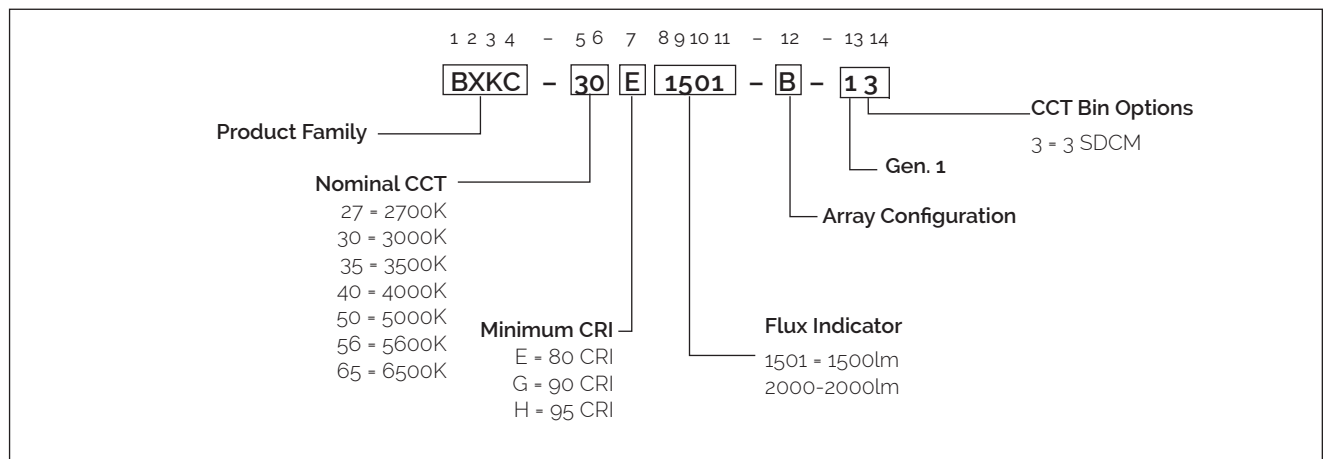 1 2 3 4 - 5 6 7 8 9 10 11 - 12 - 13 14
BXKC - 30 E 1501 - B - 1 3
Product Family
CCT Bin Options
3 = 3 SDCM
Gen. 1
Nominal CCT
27 = 2700K
30 = 3000K
35 = 3500K
40 = 4000K
50 = 5000K
56 = 5600K
65 = 6500K
Array Configuration
Minimum CRI
E = 80 CRI
G = 90 CRI
H = 95 CRI
Flux Indicator
1501 = 1500lm
2000-2000lm